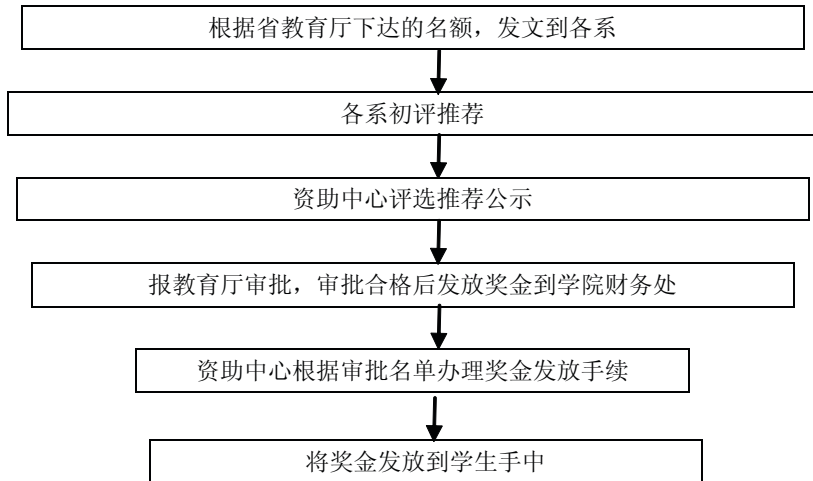 根据省教育厅下达的名额，发文到各系
各系初评推荐
资助中心评选推荐公示
报教育厅审批，审批合格后发放奖金到学院财务处
资助中心根据审批名单办理奖金发放手续
将奖金发放到学生手中